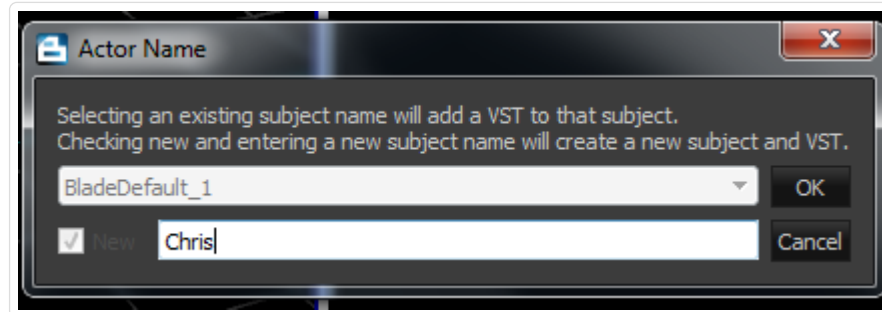 Actor Name
Selecting an existing subject name will add a VST to that subject.
Checking new and entering a new subject name will create a new subject and VST.
BladeDefault_1
OK
New
Chris
Cancel